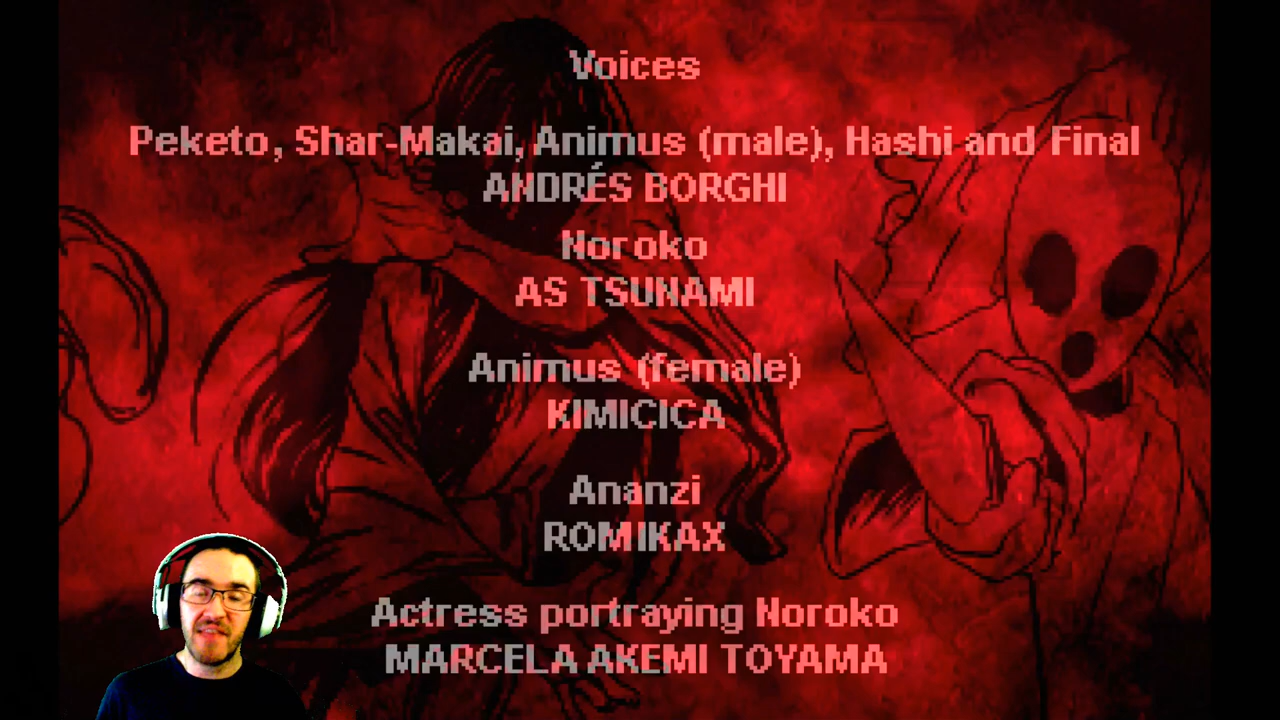 Voices
Peketo, Shar-Makai, Animus (male), Hashi and Final
ANDRÉS BORGHI
Noroko
AS TSUNAMI
Animus (female)
KIMICICA
Ananzi
ROMIKAX
Actress portraying Noroko
MARCELA AKEMI TOYAMA